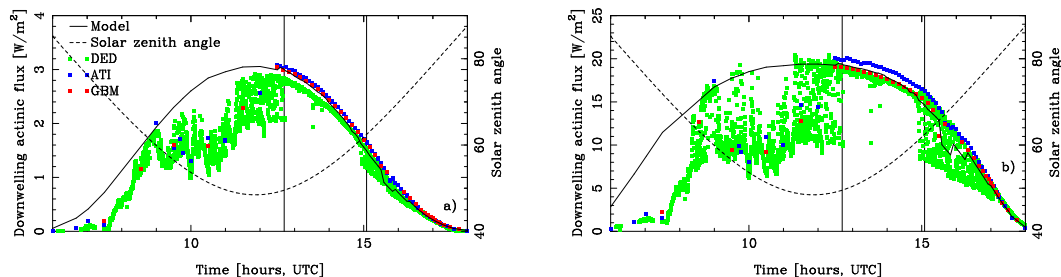 Downwelling actinic flux [W/m²]
4
3
2
1
0
Model
Solar zenith angle
DED
ATI
GBM
80
60
40
Solar zenith angle
a)
10
15
Time [hours, UTC]
Downwelling actinic flux [W/m²]
25
20
15
10
5
0
80
60
40
Solar zenith angle
b)
10
15
Time [hours, UTC]